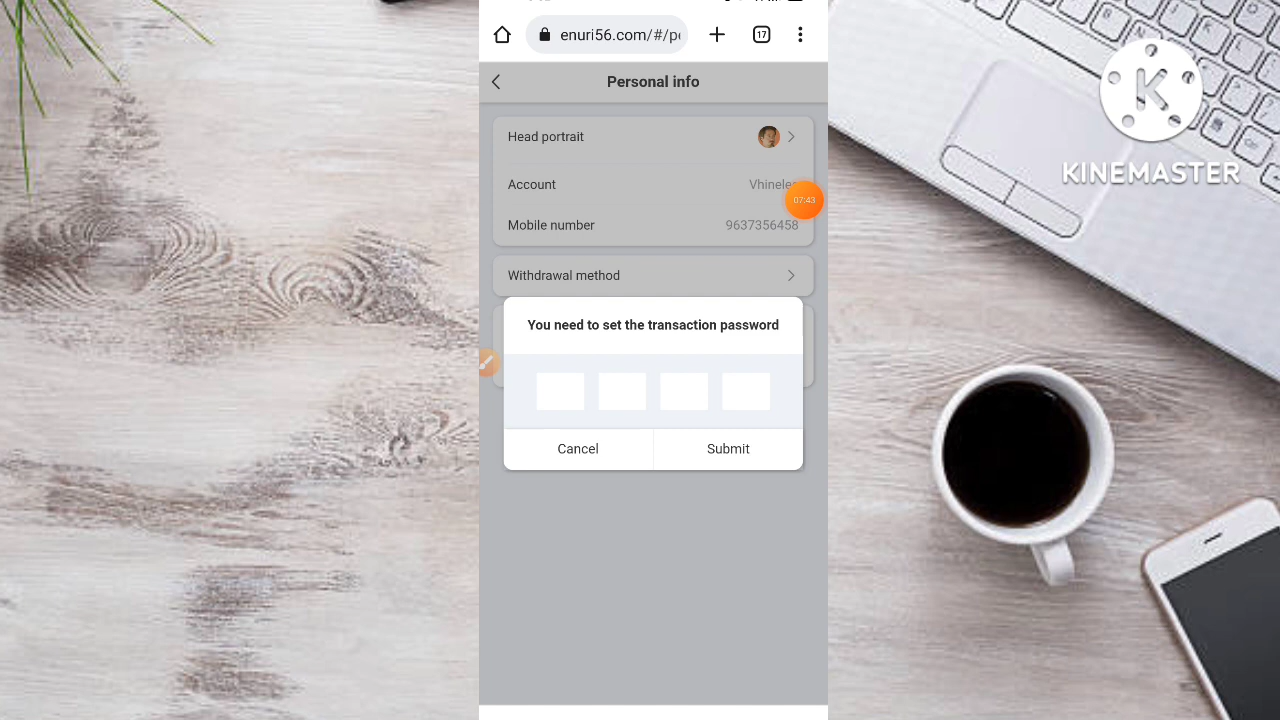 enuri56.com/#/p
17
Personal info
Head portrait
Account
Mobile number
9637356458
07:43
Withdrawal method
You need to set the transaction password
Cancel
Submit
K
KINEMASTER